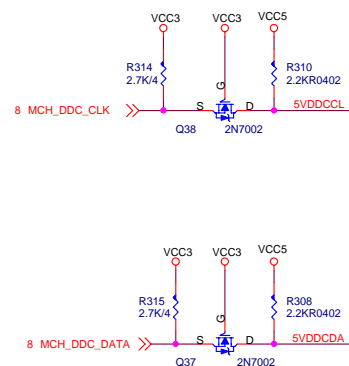 VCC3 VCC3 VCC5
R314 R310
2.7K/4 2.2KR0402
G
8 MCH_DDC_CLK S D 5VDDCCL
Q38 2N7002
VCC3 VCC3 VCC5
R315 R308
2.7K/4 2.2KR0402
G
8 MCH_DDC_DATA S D 5VDDCDA
Q37 2N7002